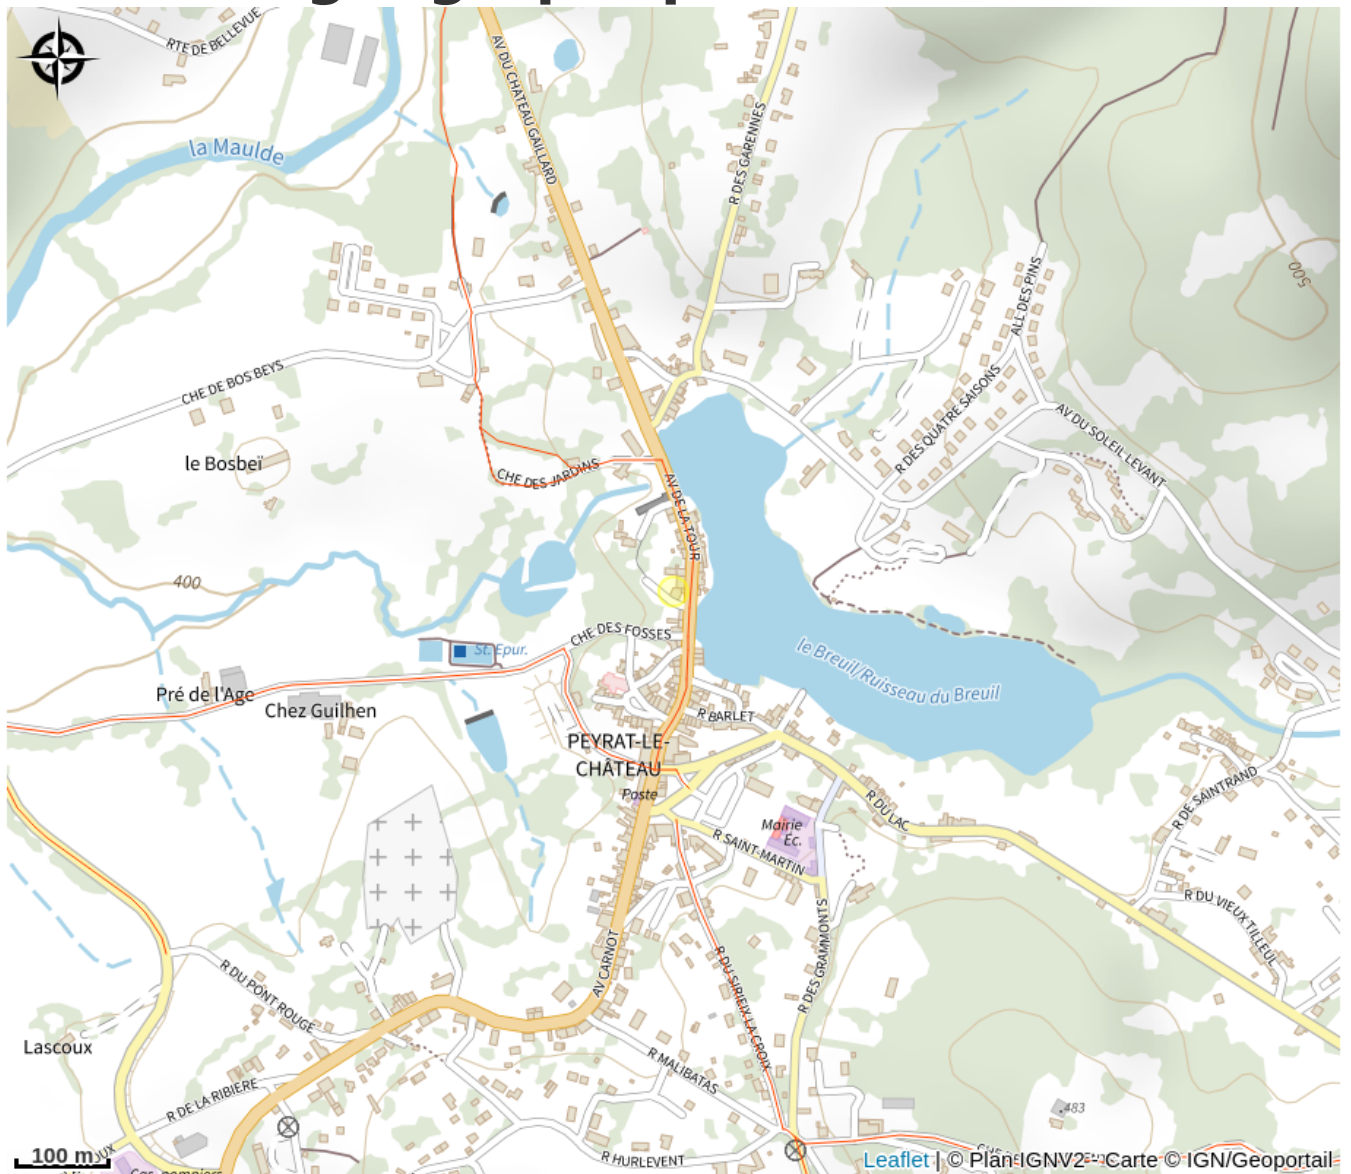 RTE DE BELLEVUE
AV DU CHATEAU GAILLARD
la Maulde
R DES GARENNES
500
ALL DES PINS
CHE DE BOS BEYS
R DES QUATRE SAISONS
AV DU SOLEIL LEVANT
le Bosbeï
CHE DES JARDINS
AV DE LA TOUR
400
CHE DES FOSSES
St. Epur.
le Breuil/Ruisseau du Breuil
Pré de l'Age
Chez Guilhen
R BARLET
PEYRAT-LE-
CHÂTEAU
Poste
R DU LAC
R DE SAINTRAND
Mairie
Éc.
R SAINT-MARTIN
R DU VIEUX TILLEUL
R DES GRAMMONTS
AV CARNOT
R DU SIRIEIX LACROIX
R DU PONT ROUGE
Lascoux
R MALIBATAS
R DE LA RIBIERE
483
R HURLEVENT
100 m
Leaflet | © Plan IGNV2 - Carte © IGN/Geoportail